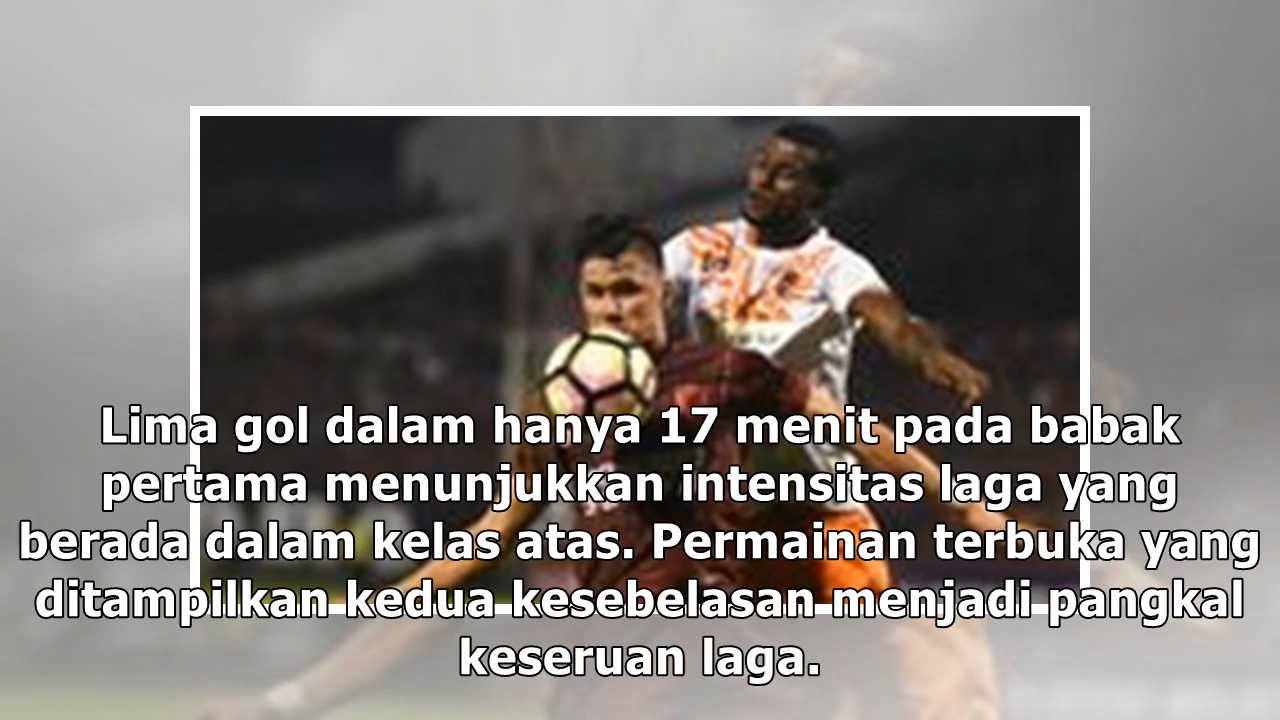 Lima gol dalam hanya 17 menit pada babak
pertama menunjukkan intensitas laga yang
berada dalam kelas atas. Permainan terbuka yang
ditampilkan kedua kesebelasan menjadi pangkal
keseruan laga.